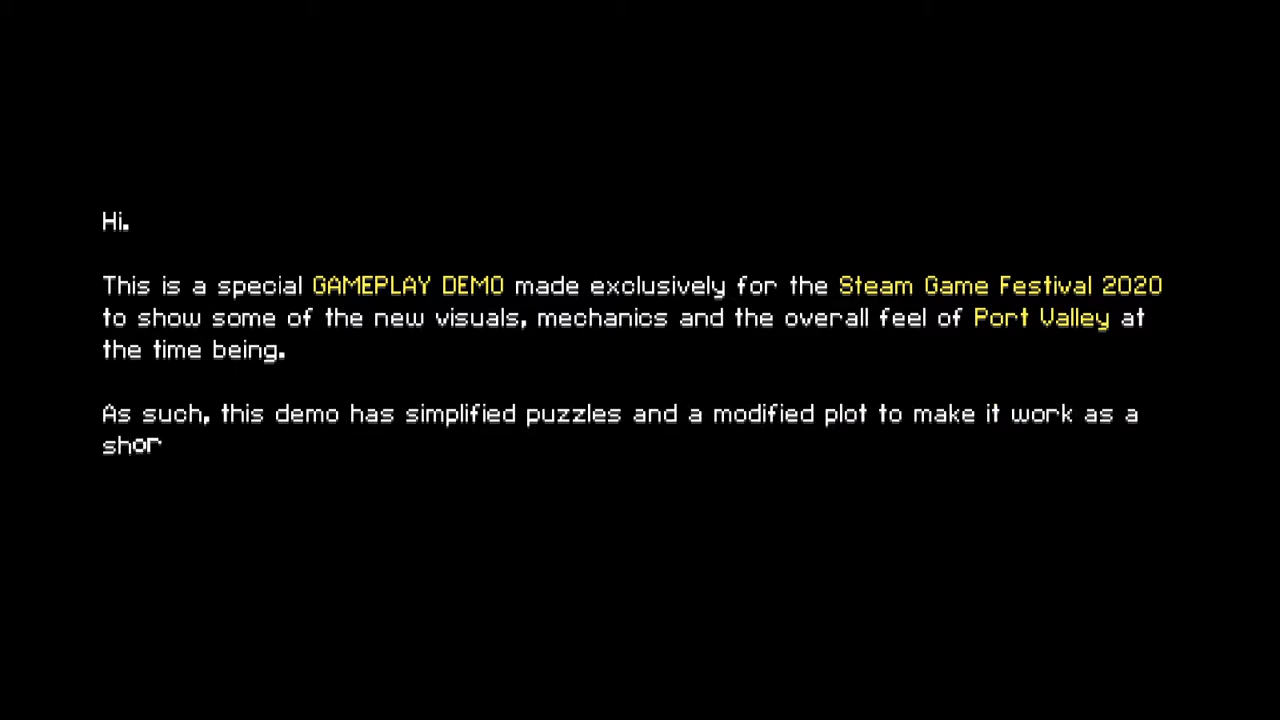 Hi.
This is a special GAMEPLAY DEMO made exclusively for the Steam Game Festival 2020
to show some of the new visuals, mechanics and the overall feel of Port Valley at
the time being.
As such, this demo has simplified puzzles and a modified plot to make it work as a
shor